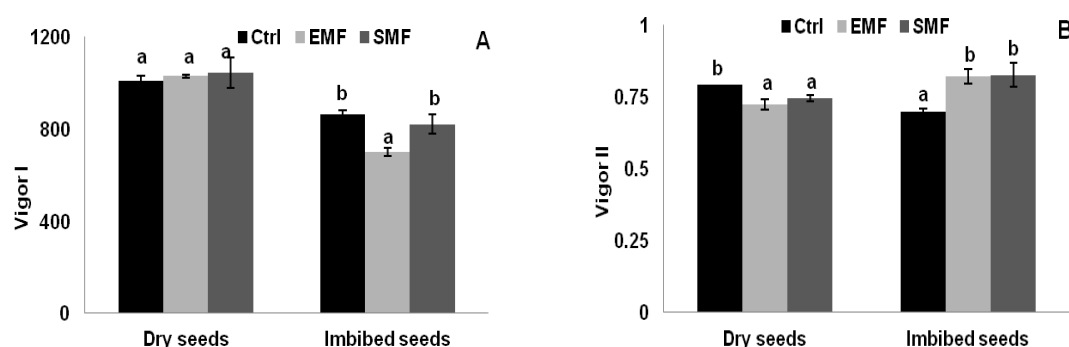 1200
Ctrl EMF SMF
A
a a a
b a b
800
400
0
Vigor I
Dry seeds Imbibed seeds
1
Ctrl EMF SMF
B
b a a
a b b
0.75
0.5
0.25
0
Vigor II
Dry seeds Imbibed seeds